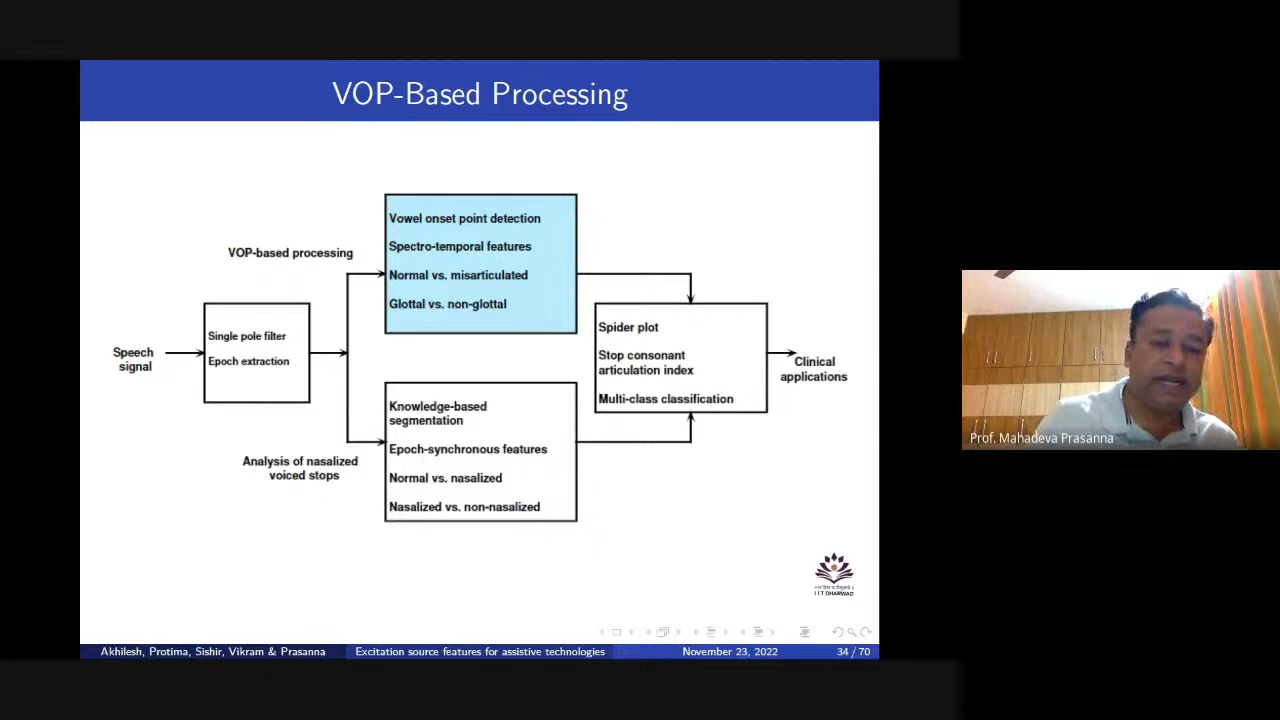 VOP-Based Processing
Vowel onset point detection
Spectro-temporal features
Normal vs. misarticulated
Glottal vs. non-glottal
VOP-based processing
Single pole filter
Epoch extraction
Speech
signal
Spider plot
Stop consonant
articulation index
Multi-class classification
Clinical
applications
Knowledge-based
segmentation
Epoch-synchronous features
Normal vs. nasalized
Nasalized vs. non-nasalized
Analysis of nasalized
voiced stops
IIT DHARWAD
Akhilesh, Protima, Sishir, Vikram & Prasanna
Excitation source features for assistive technologies
November 23, 2022
34 / 70
Prof. Mahadeva Prasanna